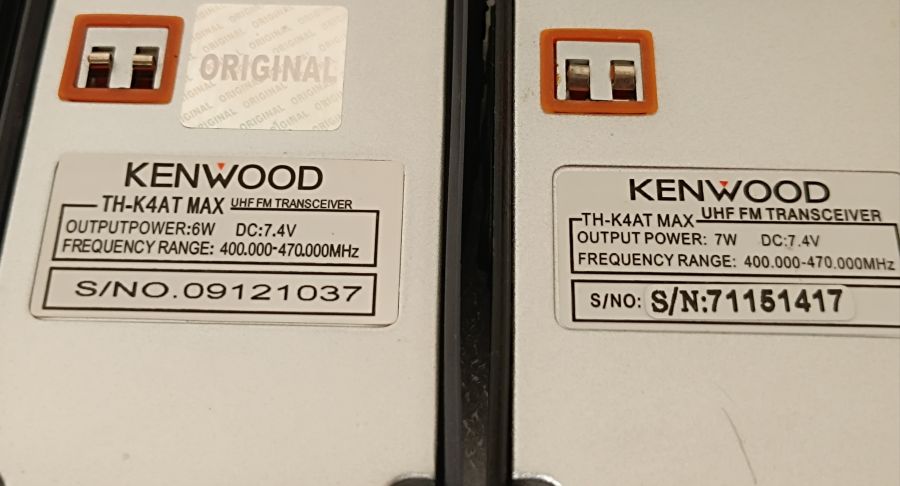 ORIGINAL
KENWOOD
TH-K4AT MAX UHF FM TRANSCEIVER
OUTPUTPOWER:6W DC:7.4V
FREQUENCY RANGE: 400.000-470.000MHz
S/NO.09121037
KENWOOD
TH-K4AT MAX UHF FM TRANSCEIVER
OUTPUT POWER: 7W DC:7.4V
FREQUENCY RANGE: 400.000-470.000MHz
S/NO: S/N:71151417